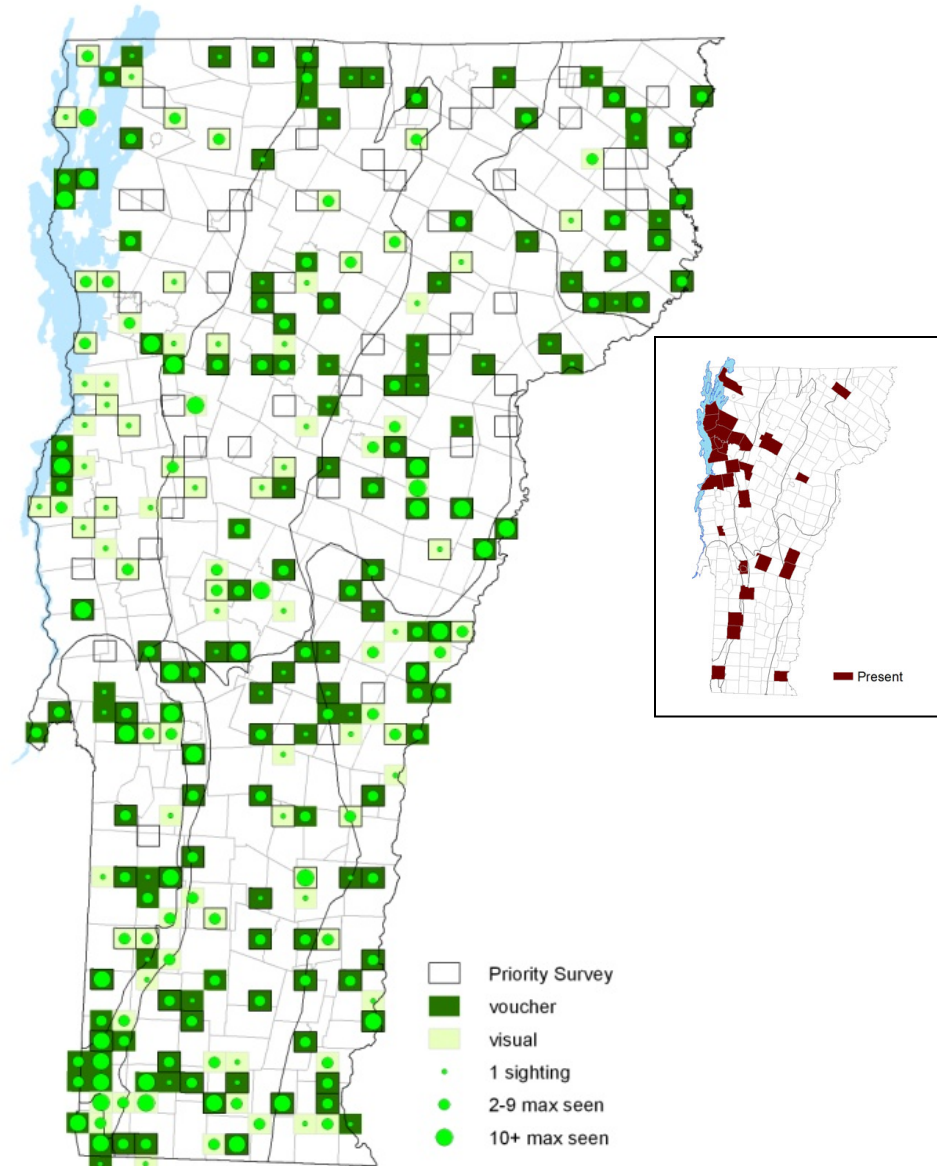 Present
Priority Survey
voucher
visual
1 sighting
2-9 max seen
10+ max seen